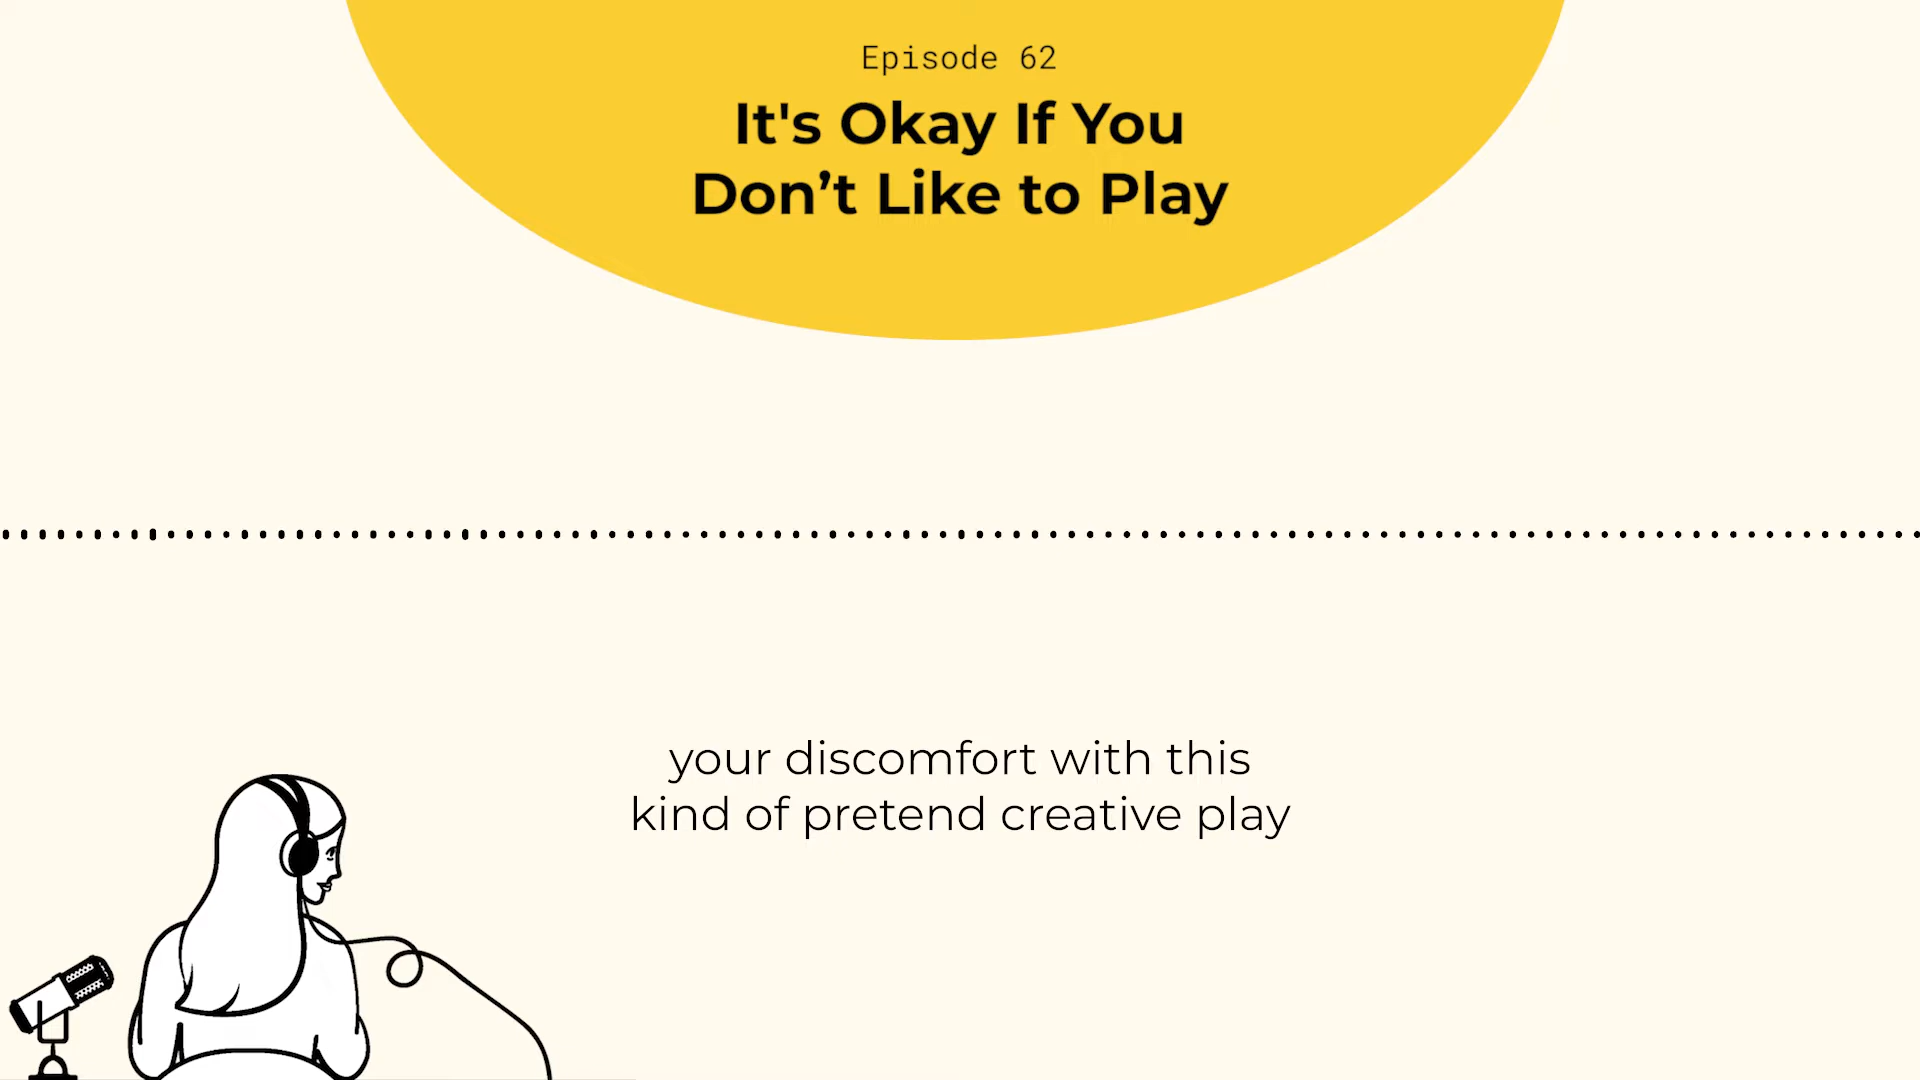 Episode 62
It's Okay If You
Don’t Like to Play
your discomfort with this
kind of pretend creative play